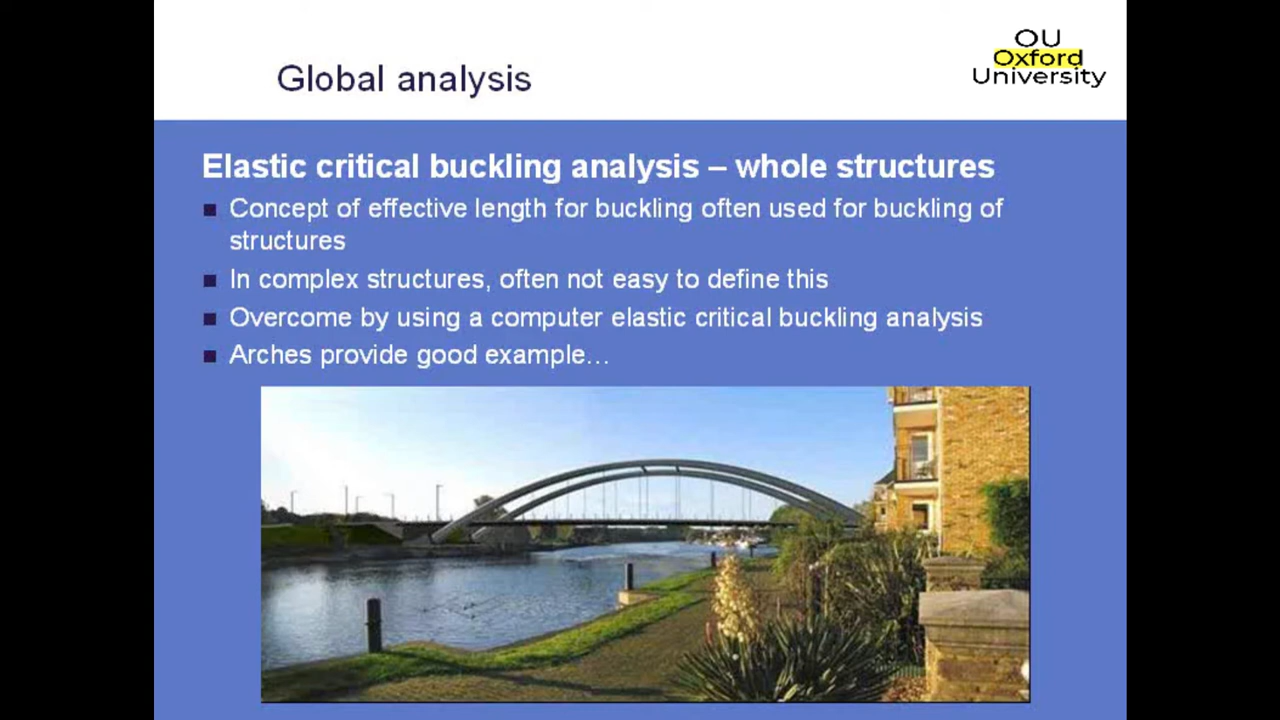 Global analysis
OU
Oxford
University
Elastic critical buckling analysis – whole structures
Concept of effective length for buckling often used for buckling of
structures
In complex structures, often not easy to define this
Overcome by using a computer elastic critical buckling analysis
Arches provide good example…